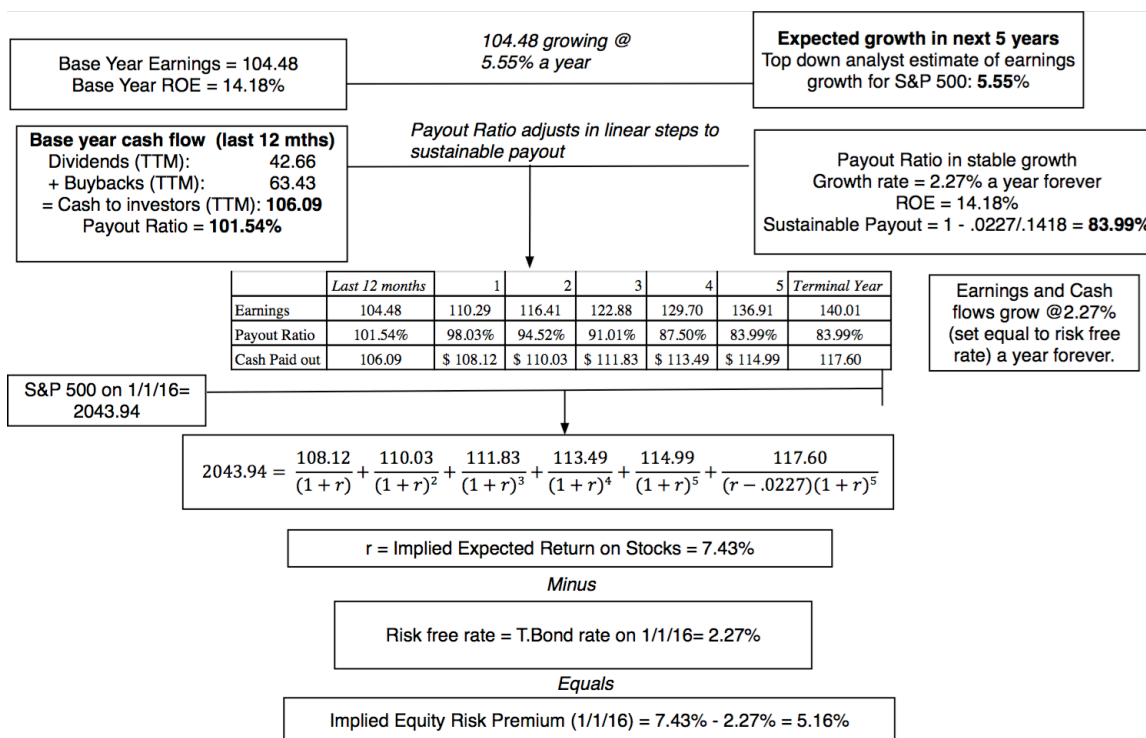 Base Year Earnings = 104.48
Base Year ROE = 14.18%
104.48 growing @
5.55% a year
Expected growth in next 5 years
Top down analyst estimate of earnings
growth for S&P 500: 5.55%
Base year cash flow (last 12 mths)
Dividends (TTM): 42.66
+ Buybacks (TTM): 63.43
= Cash to investors (TTM): 106.09
Payout Ratio = 101.54%
Payout Ratio adjusts in linear steps to
sustainable payout
Payout Ratio in stable growth
Growth rate = 2.27% a year forever
ROE = 14.18%
Sustainable Payout = 1 - .0227/.1418 = 83.99%
Last 12 months 1 2 3 4 5 Terminal Year
Earnings 104.48 110.29 116.41 122.88 129.70 136.91 140.01
Payout Ratio 101.54% 98.03% 94.52% 91.01% 87.50% 83.99% 83.99%
Cash Paid out 106.09 $ 108.12 $ 110.03 $ 111.83 $ 113.49 $ 114.99 117.60
Earnings and Cash
flows grow @2.27%
(set equal to risk free
rate) a year forever.
S&P 500 on 1/1/16=
2043.94
2043.94 = 108.12/(1 + r) + 110.03/(1 + r)² + 111.83/(1 + r)³ + 113.49/(1 + r)⁴ + 114.99/(1 + r)⁵ + 117.60/(r − .0227)(1 + r)⁵
r = Implied Expected Return on Stocks = 7.43%
Minus
Risk free rate = T.Bond rate on 1/1/16= 2.27%
Equals
Implied Equity Risk Premium (1/1/16) = 7.43% - 2.27% = 5.16%